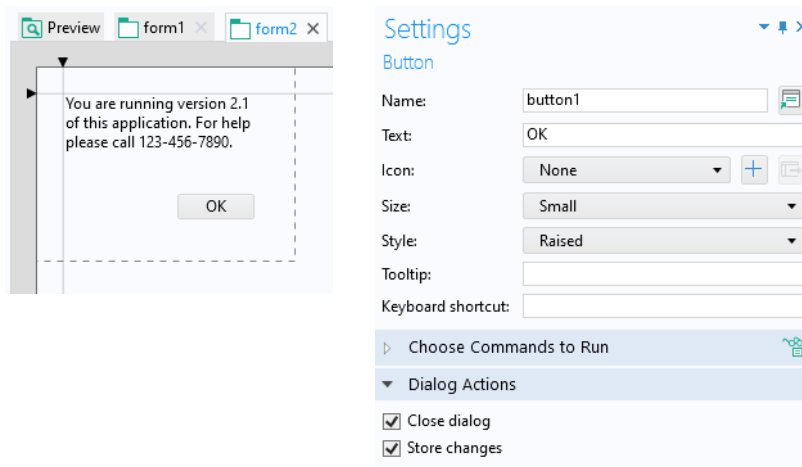 Preview
form1
form2
You are running version 2.1
of this application. For help
please call 123-456-7890.
OK
Settings
Button
Name: button1
Text: OK
Icon: None
Size: Small
Style: Raised
Tooltip:
Keyboard shortcut:
Choose Commands to Run
Dialog Actions
Close dialog
Store changes